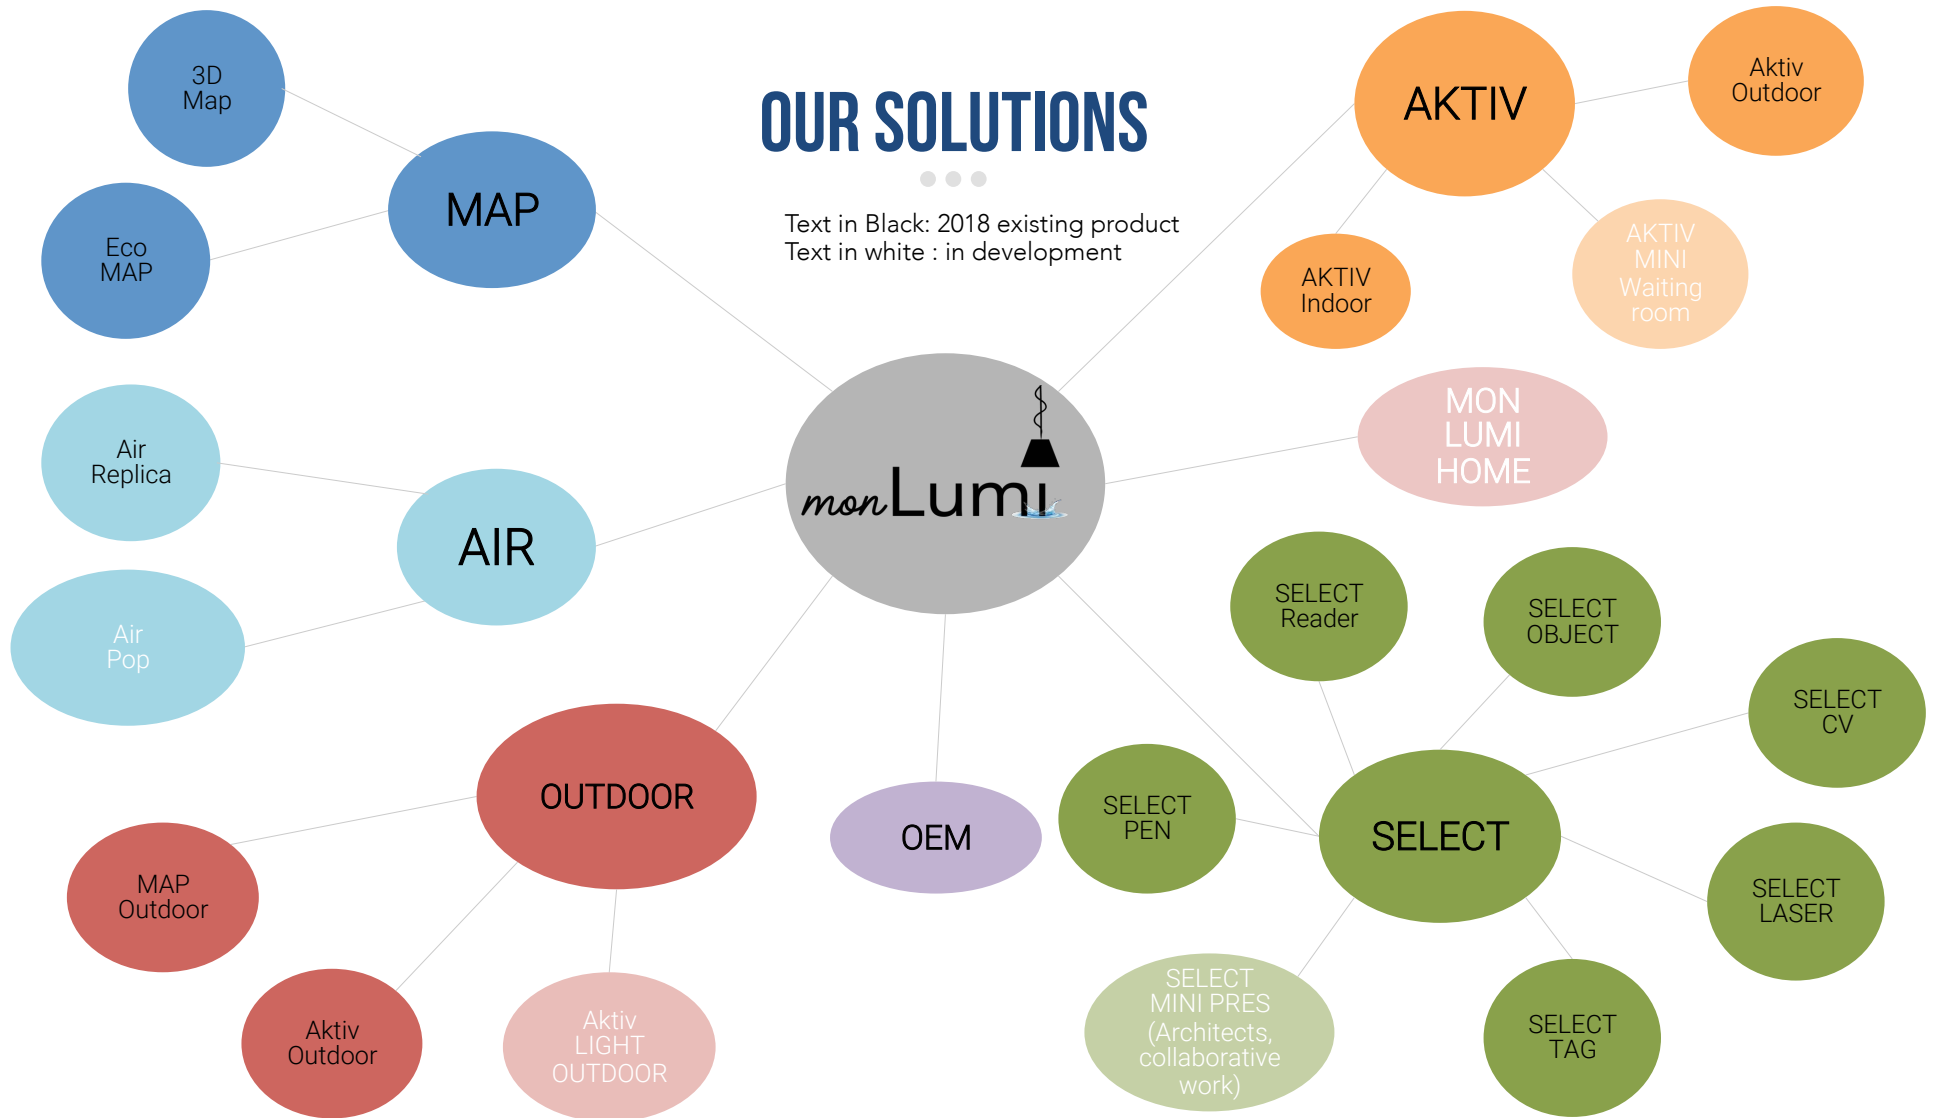 OUR SOLUTIONS
Text in Black: 2018 existing product
Text in white : in development
monLumi
MAP
3D
Map
Eco
MAP
AIR
Air
Replica
Air
Pop
OUTDOOR
MAP
Outdoor
Aktiv
Outdoor
Aktiv
LIGHT
OUTDOOR
OEM
AKTIV
Aktiv
Outdoor
AKTIV
Indoor
AKTIV
MINI
Waiting
room
MON
LUMI
HOME
SELECT
SELECT
Reader
SELECT
OBJECT
SELECT
CV
SELECT
PEN
SELECT
LASER
SELECT
MINI PRES
(Architects,
collaborative
work)
SELECT
TAG